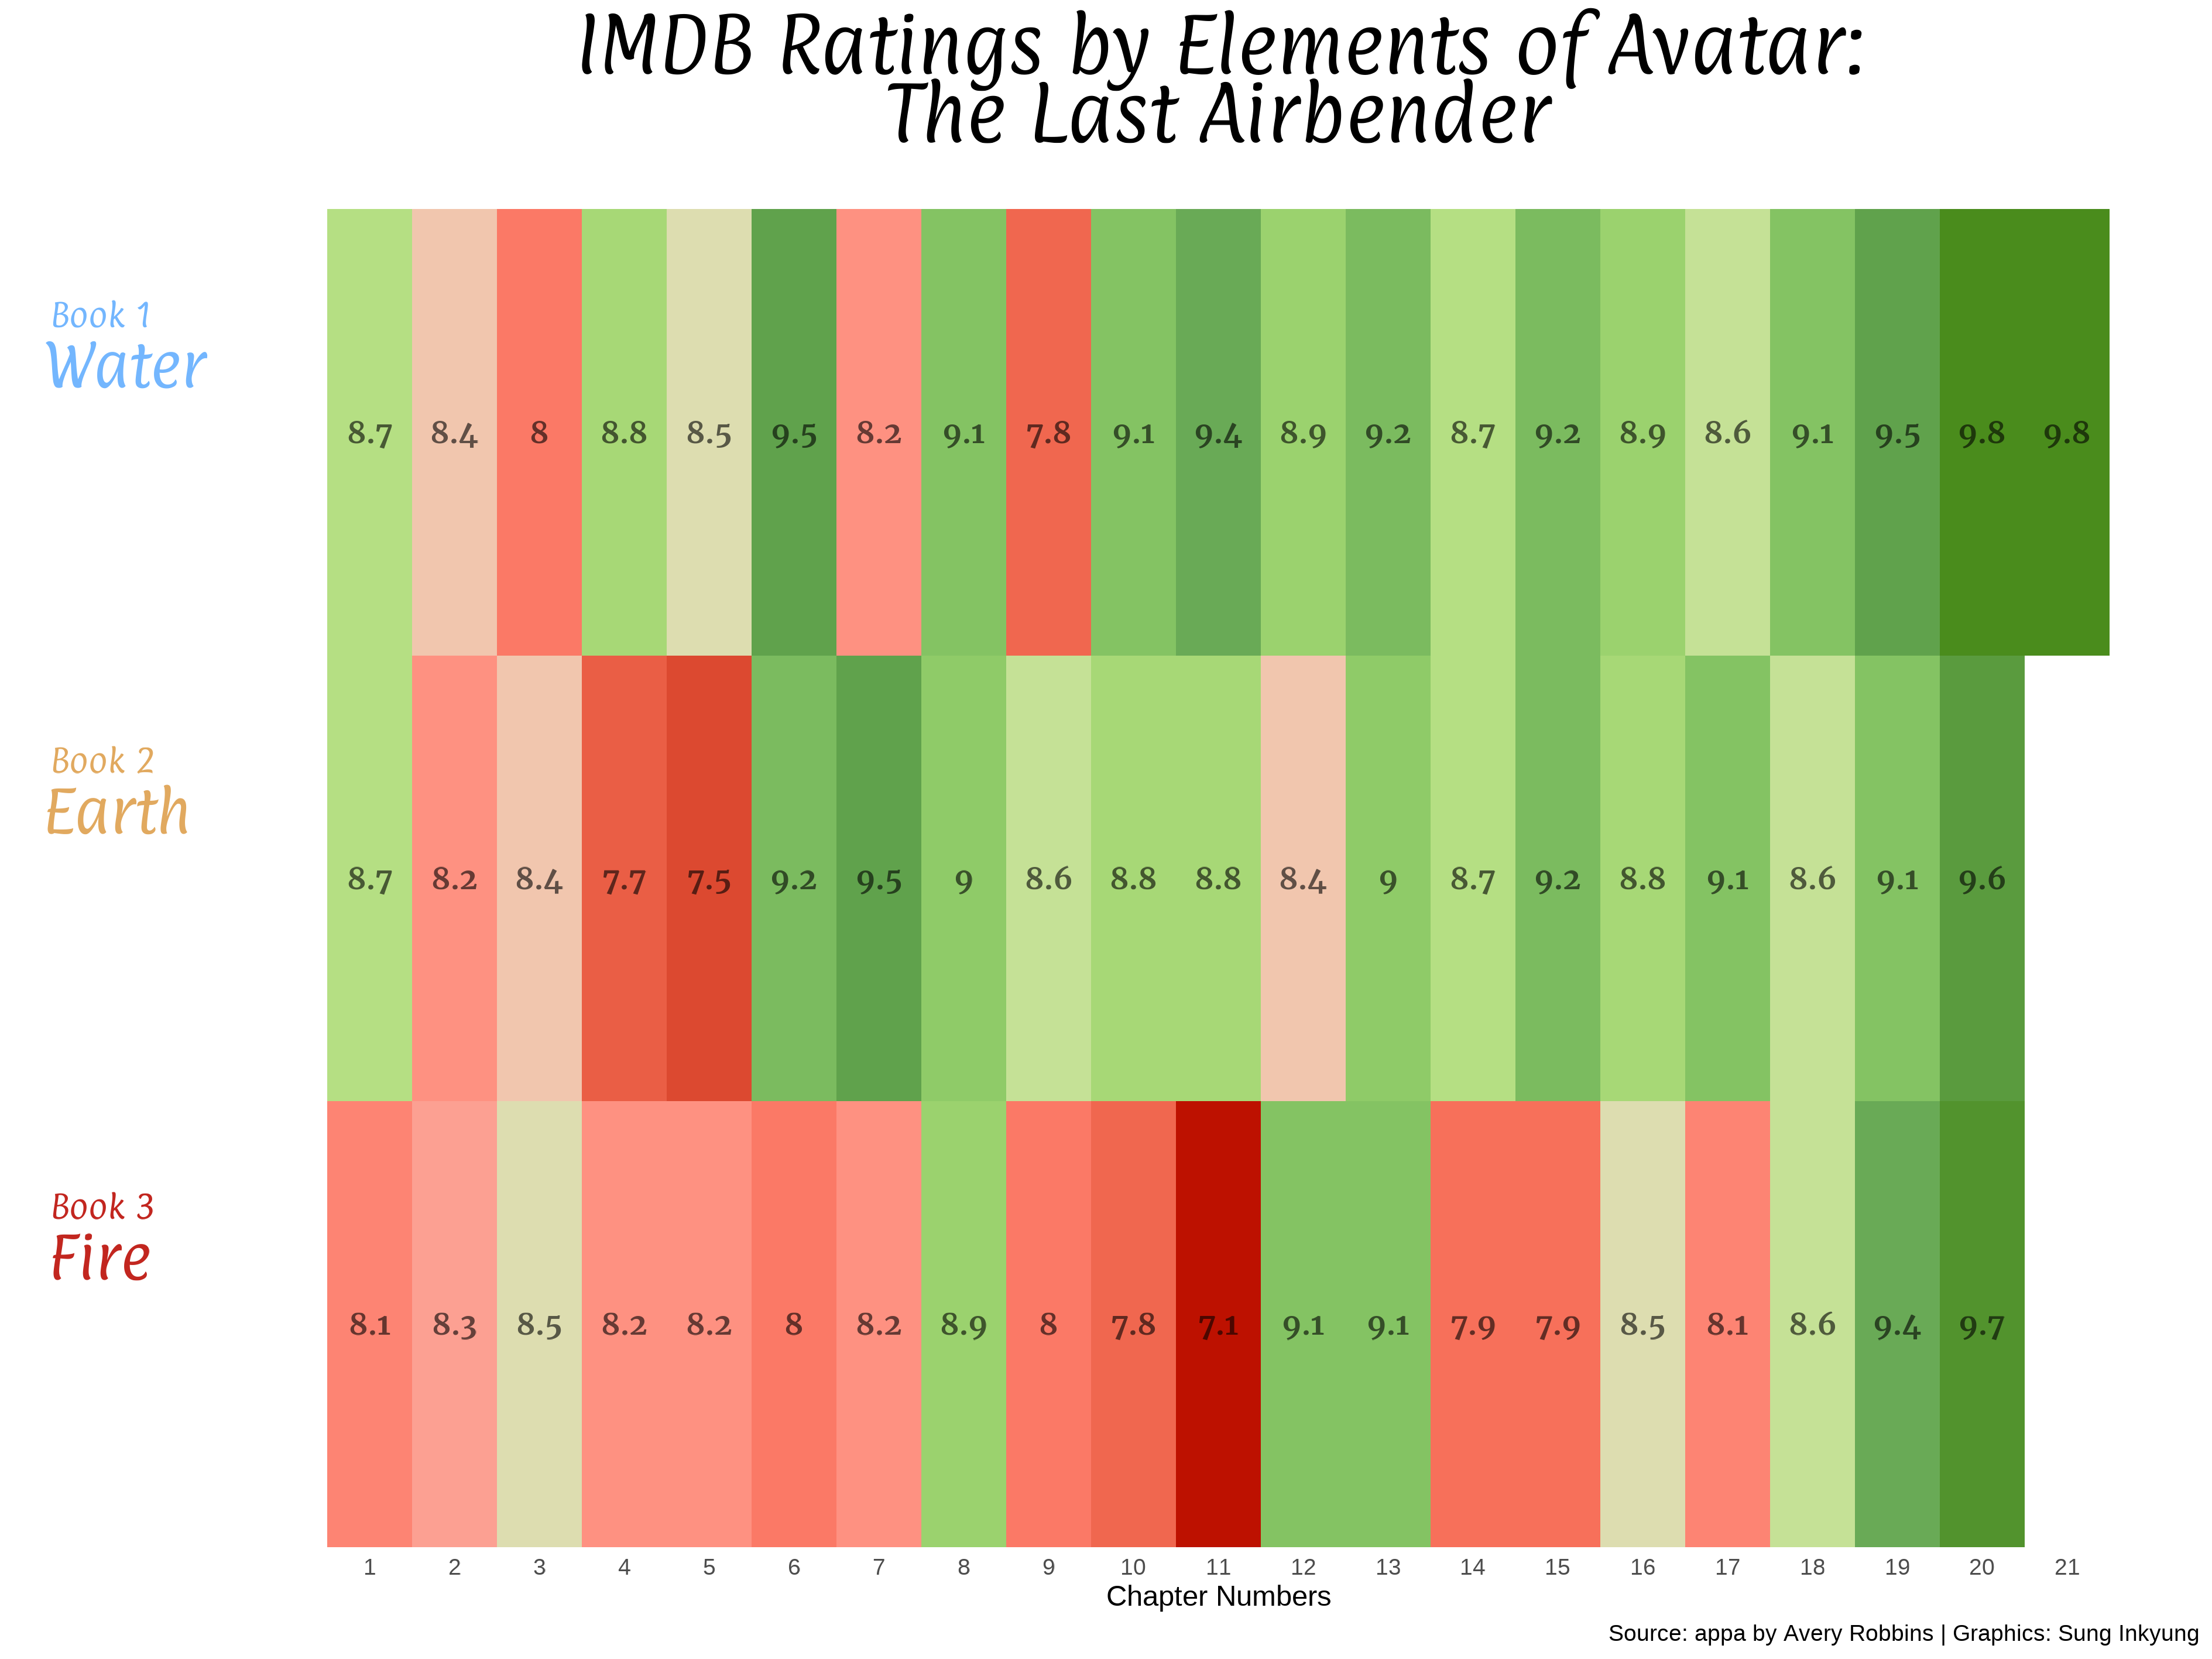 IMDB Ratings by Elements of Avatar:
The Last Airbender
Book 1
Water
8.7 8.4 8 8.8 8.5 9.5 8.2 9.1 7.8 9.1 9.4 8.9 9.2 8.7 9.2 8.9 8.6 9.1 9.5 9.8 9.8
Book 2
Earth
8.7 8.2 8.4 7.7 7.5 9.2 9.5 9 8.6 8.8 8.8 8.4 9 8.7 9.2 8.8 9.1 8.6 9.1 9.6
Book 3
Fire
8.1 8.3 8.5 8.2 8.2 8 8.2 8.9 8 7.8 7.1 9.1 9.1 7.9 7.9 8.5 8.1 8.6 9.4 9.7
1 2 3 4 5 6 7 8 9 10 11 12 13 14 15 16 17 18 19 20 21
Chapter Numbers
Source: appa by Avery Robbins | Graphics: Sung Inkyung